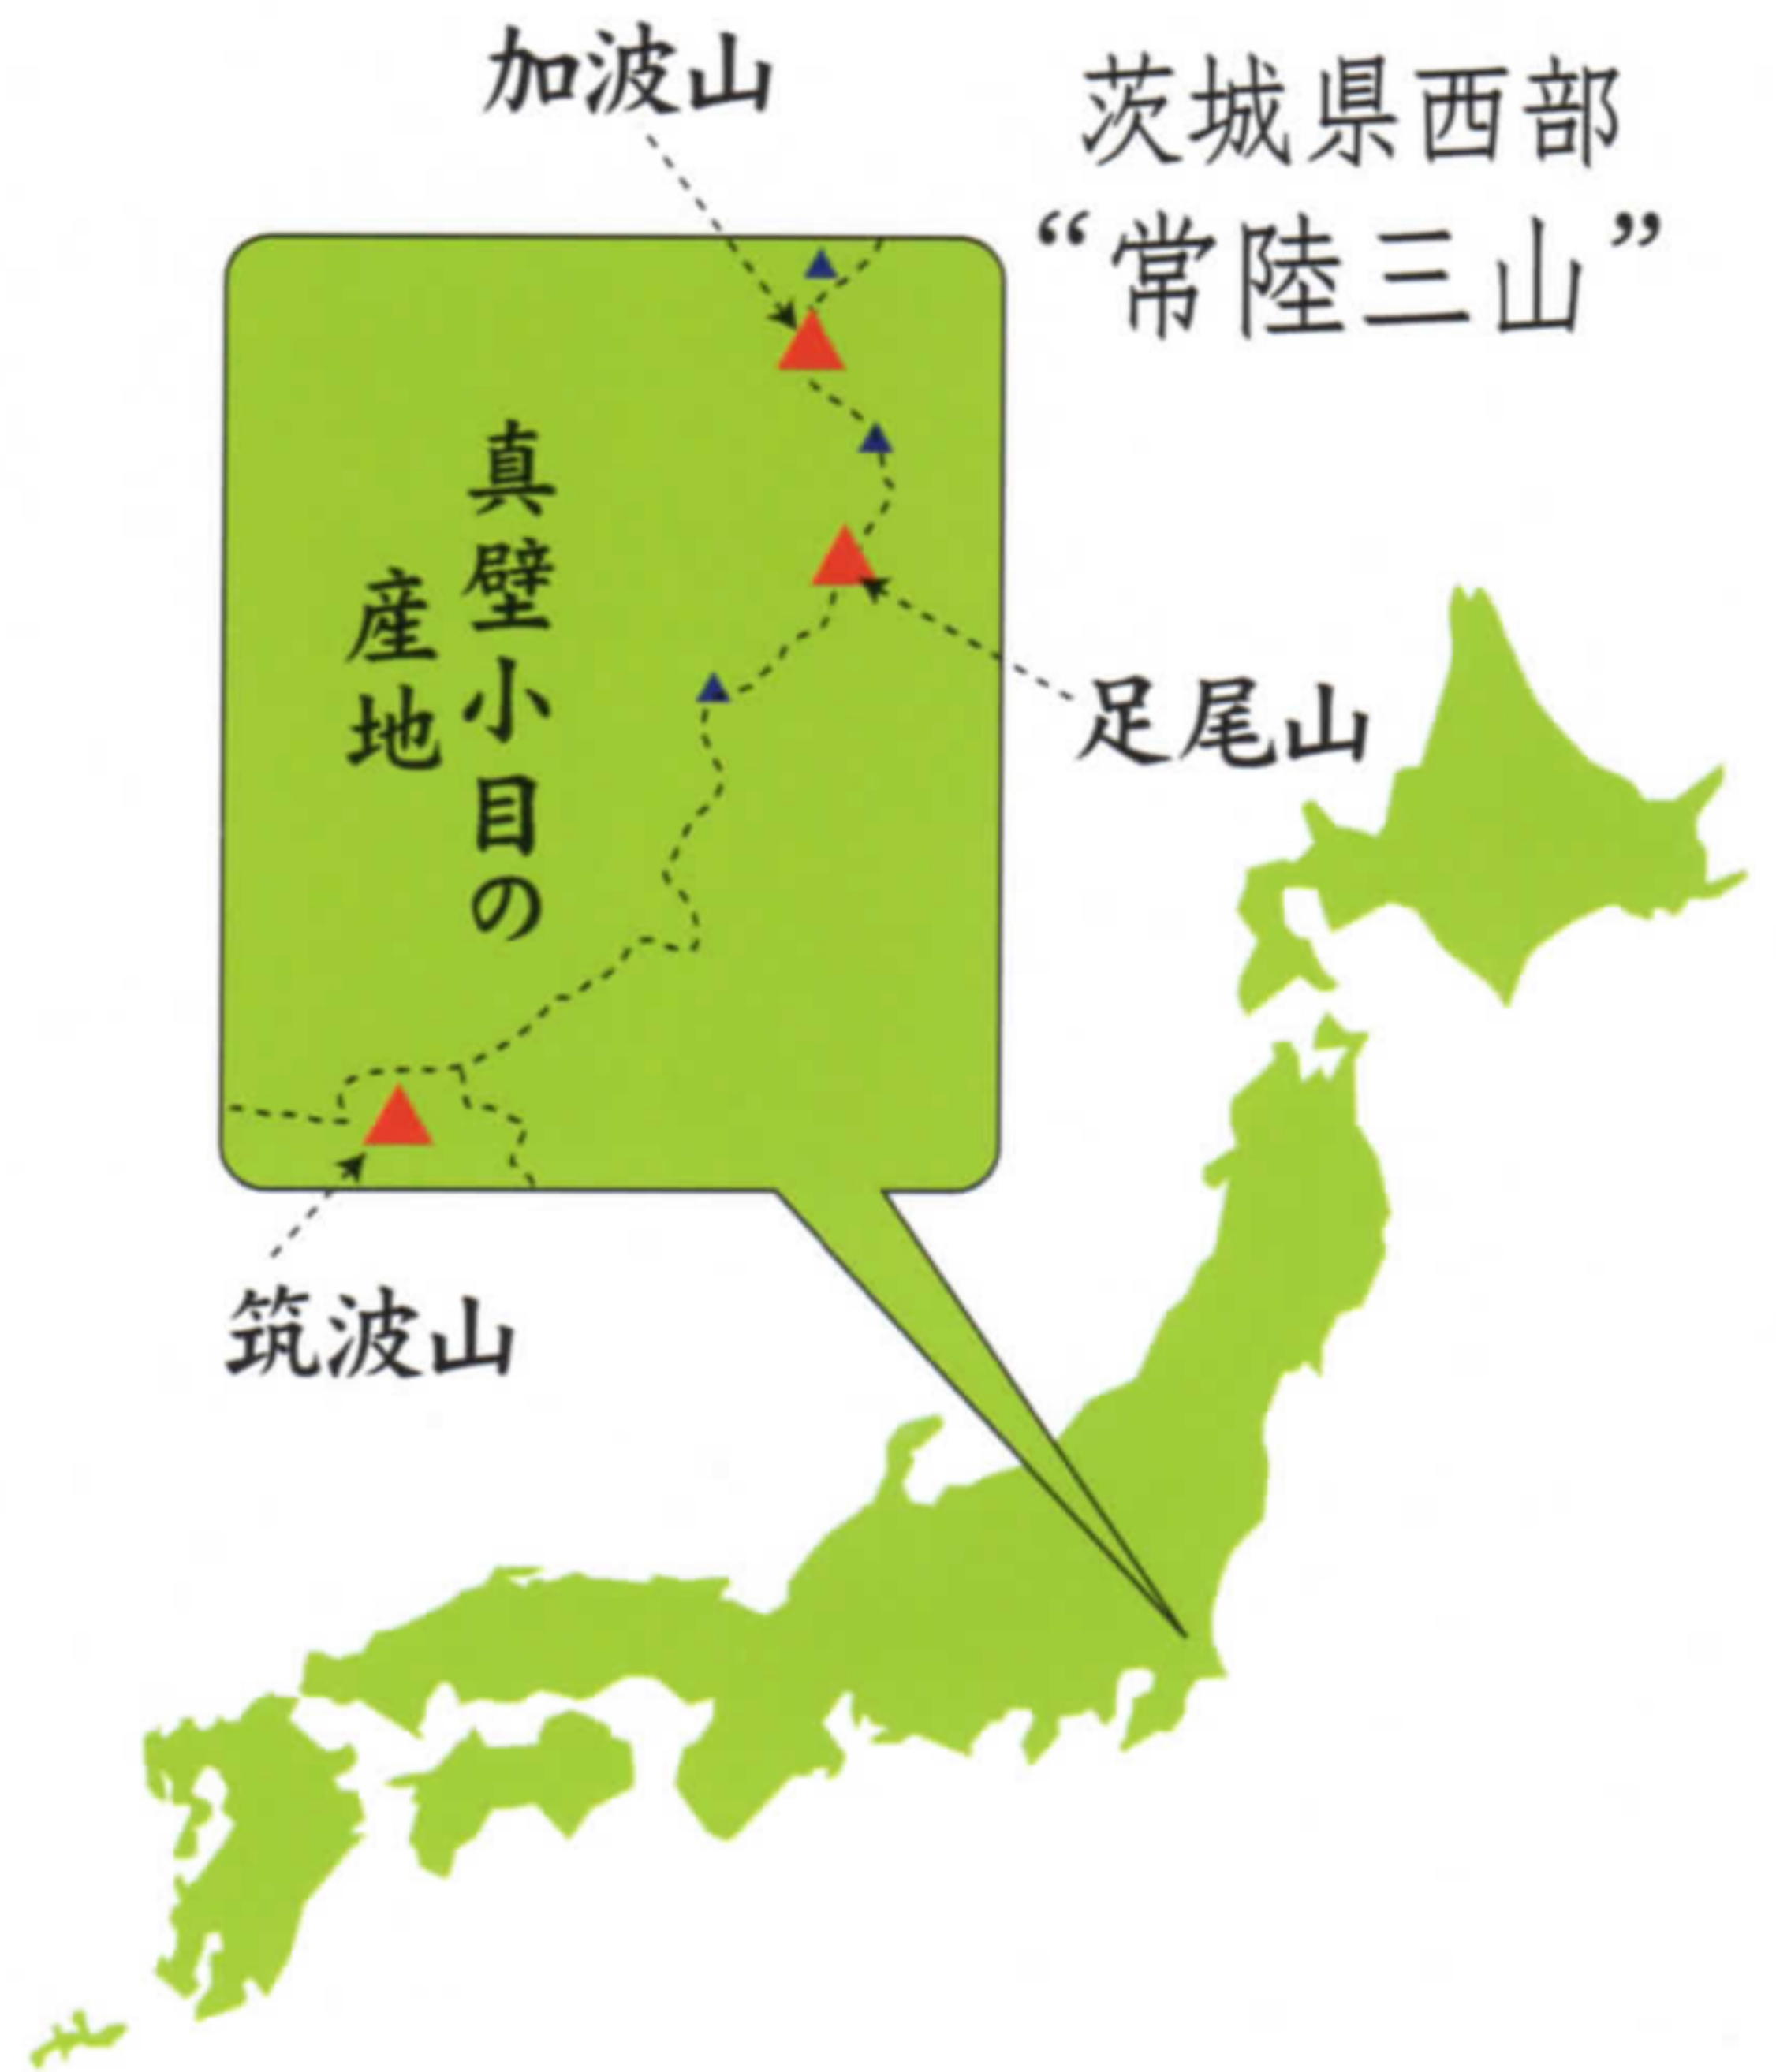 加波山
茨城県西部
“常陸三山”
真壁小目の
産地
足尾山
筑波山